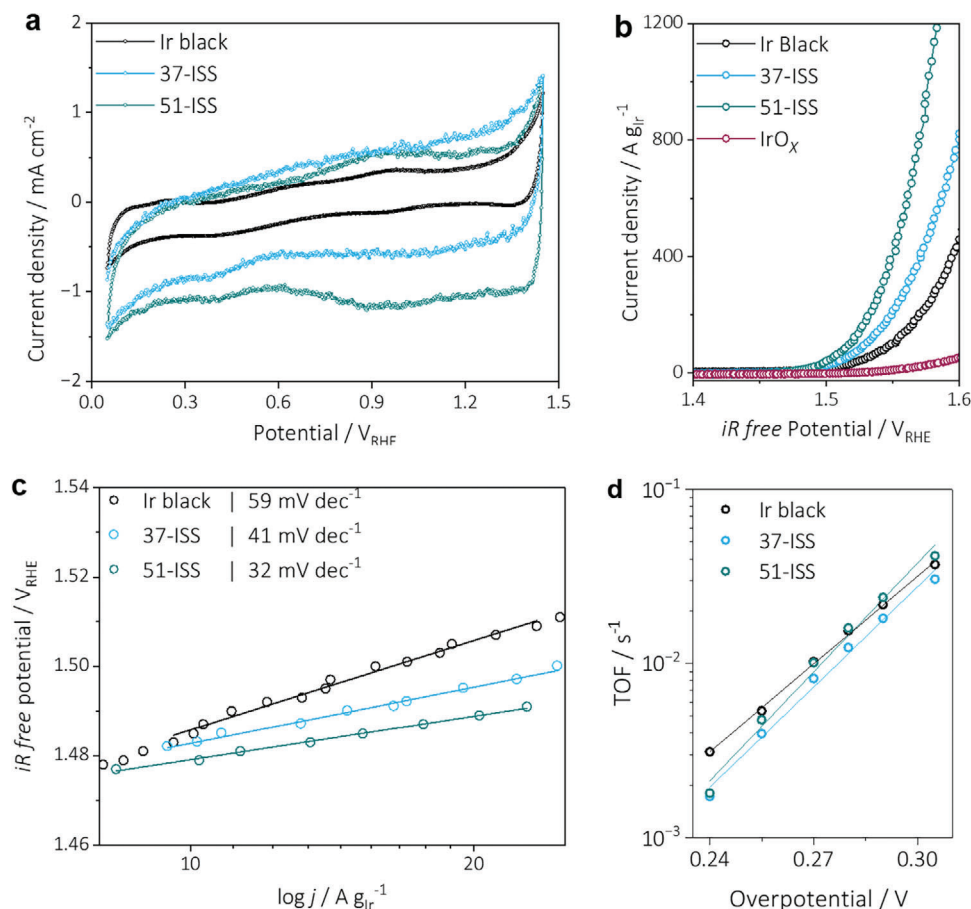 a
Ir black
37-ISS
51-ISS
2
1
0
−1
−2
0.0
0.3
0.6
0.9
1.2
1.5
Current density / mA cm⁻²
Potential / V_RHE
b
Ir Black
37-ISS
51-ISS
IrOₓ
1200
800
400
0
1.4
1.5
1.6
Current density / A g_Ir⁻¹
iR free Potential / V_RHE
c
Ir black | 59 mV dec⁻¹
37-ISS | 41 mV dec⁻¹
51-ISS | 32 mV dec⁻¹
1.54
1.52
1.50
1.48
1.46
10
20
iR free potential / V_RHE
log j / A g_Ir⁻¹
d
Ir black
37-ISS
51-ISS
10⁻¹
10⁻²
10⁻³
0.24
0.27
0.30
TOF / s⁻¹
Overpotential / V